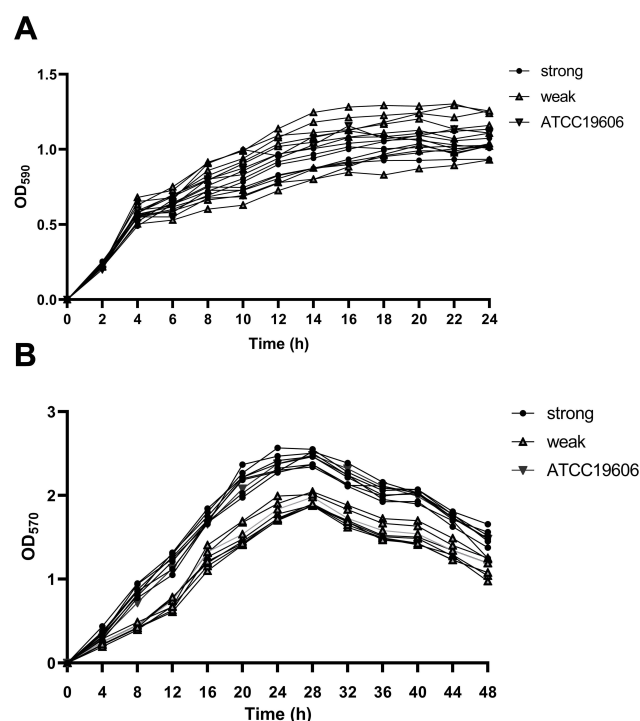 A
1.5
1.0
0.5
0.0
OD590
0 2 4 6 8 10 12 14 16 18 20 22 24
Time (h)
strong
weak
ATCC19606
B
3
2
1
0
OD570
0 4 8 12 16 20 24 28 32 36 40 44 48
Time (h)
strong
weak
ATCC19606